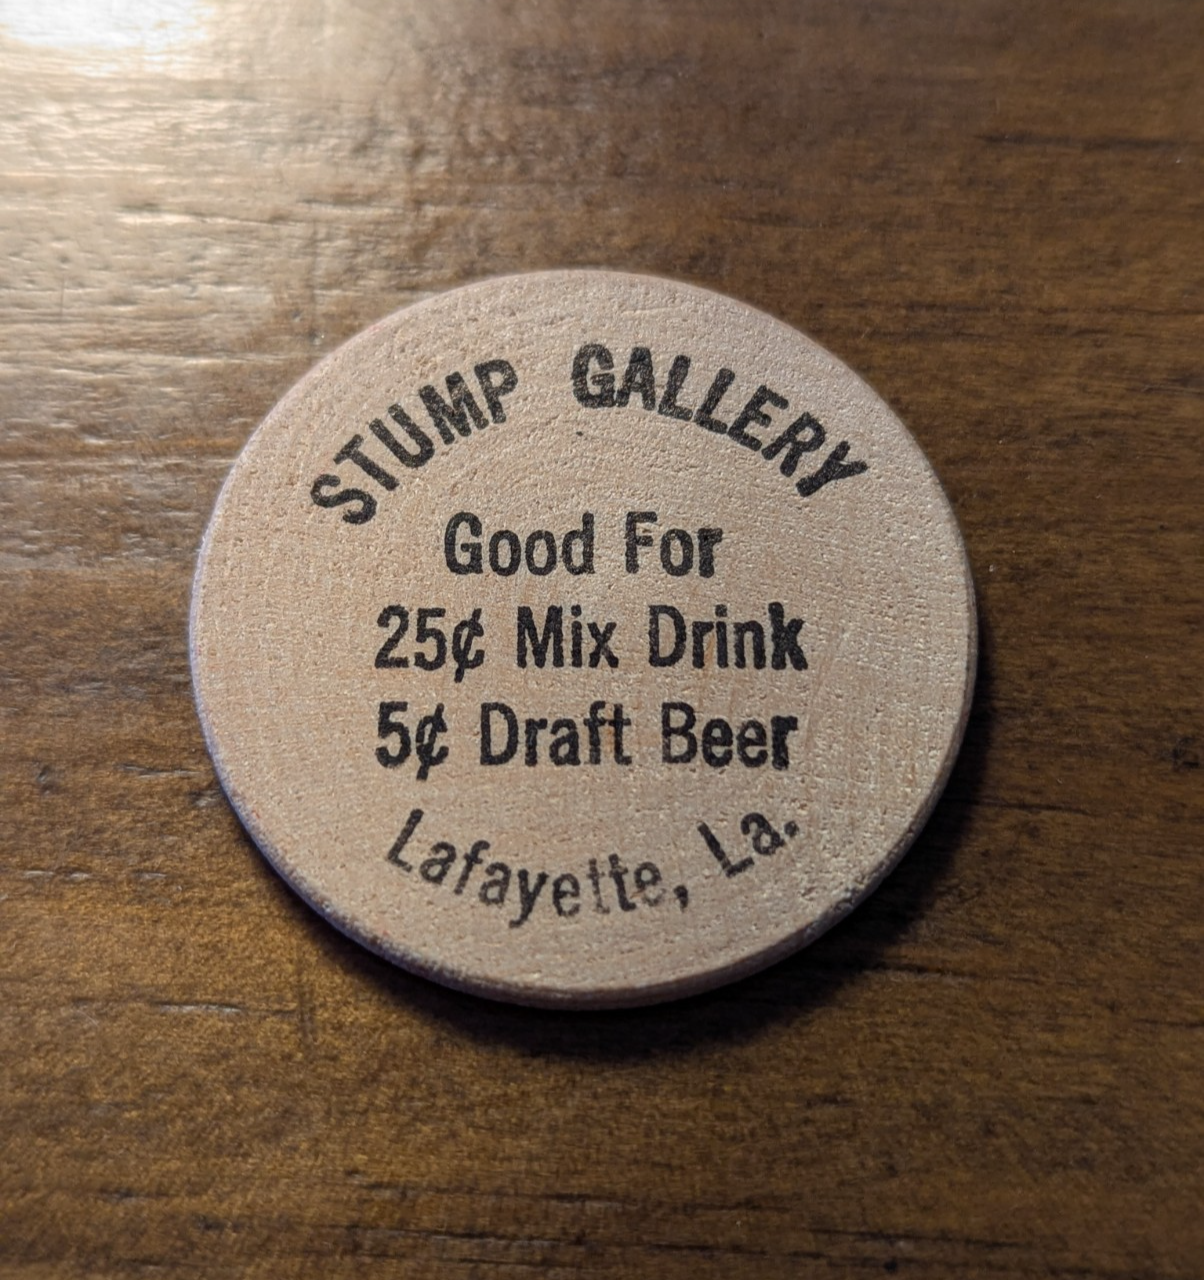 STUMP GALLERY
Good For
25¢ Mix Drink
5¢ Draft Beer
Lafayette, La.